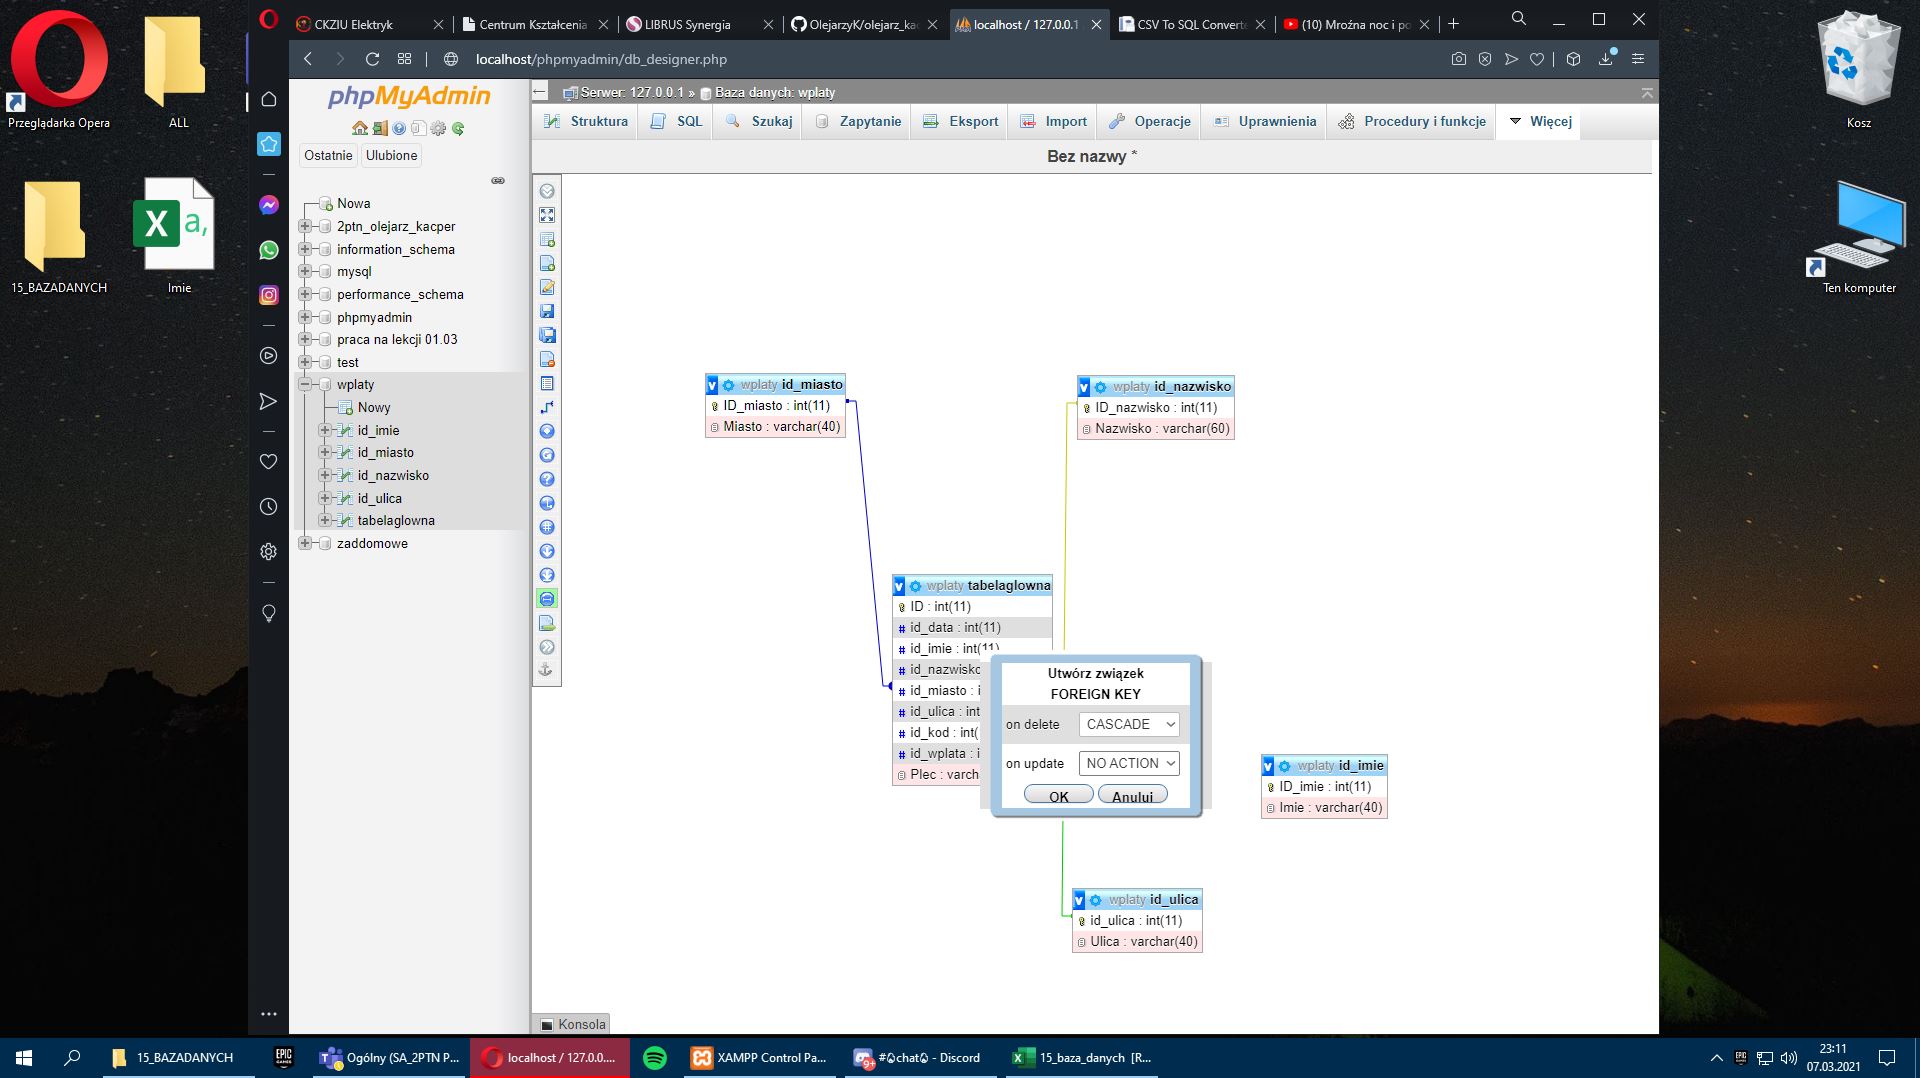 CKZIU Elektryk
Centrum Kształcenia
LIBRUS Synergia
OlejarzyK/olejarz_kac
localhost / 127.0.0.1
CSV To SQL Converte
(10) Mroźna noc i po
localhost/phpmyadmin/db_designer.php
Przeglądarka Opera
ALL
15_BAZADANYCH
Imie
Kosz
Ten komputer
phpMyAdmin
Ostatnie
Ulubione
Nowa
2ptn_olejarz_kacper
information_schema
mysql
performance_schema
phpmyadmin
praca na lekcji 01.03
test
wplaty
Nowy
id_imie
id_miasto
id_nazwisko
id_ulica
tabelaglowna
zaddomowe
Serwer: 127.0.0.1 » Baza danych: wplaty
Struktura
SQL
Szukaj
Zapytanie
Eksport
Import
Operacje
Uprawnienia
Procedury i funkcje
Więcej
Bez nazwy *
wplaty id_miasto
ID_miasto : int(11)
Miasto : varchar(40)
wplaty id_nazwisko
ID_nazwisko : int(11)
Nazwisko : varchar(60)
wplaty tabelaglowna
ID : int(11)
id_data : int(11)
id_imie : int(11)
id_nazwisko
id_miasto : i
id_ulica : int
id_kod : int(
id_wplata : i
Plec : varch
Utwórz związek
FOREIGN KEY
on delete CASCADE
on update NO ACTION
OK Anuluj
wplaty id_imie
ID_imie : int(11)
Imie : varchar(40)
wplaty id_ulica
id_ulica : int(11)
Ulica : varchar(40)
Konsola
15_BAZADANYCH
EPIC GAMES
Ogólny (SA_2PTN P...
localhost / 127.0.0....
XAMPP Control Pa...
9+
#chat - Discord
15_baza_danych [R...
23:11
07.03.2021